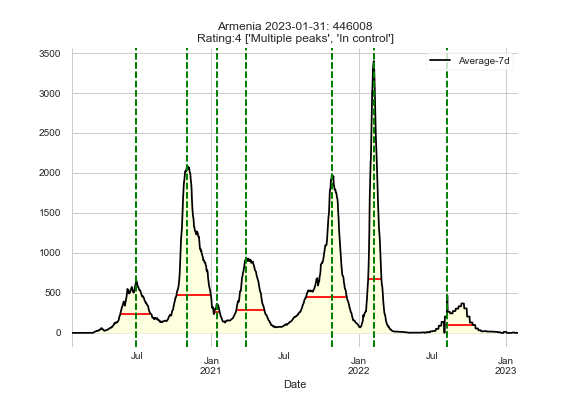 Armenia 2023-01-31: 446008
Rating:4 ['Multiple peaks', 'In control']
Average-7d
3500
3000
2500
2000
1500
1000
500
0
Jul
Jan
2021
Jul
Jan
2022
Jul
Jan
2023
Date